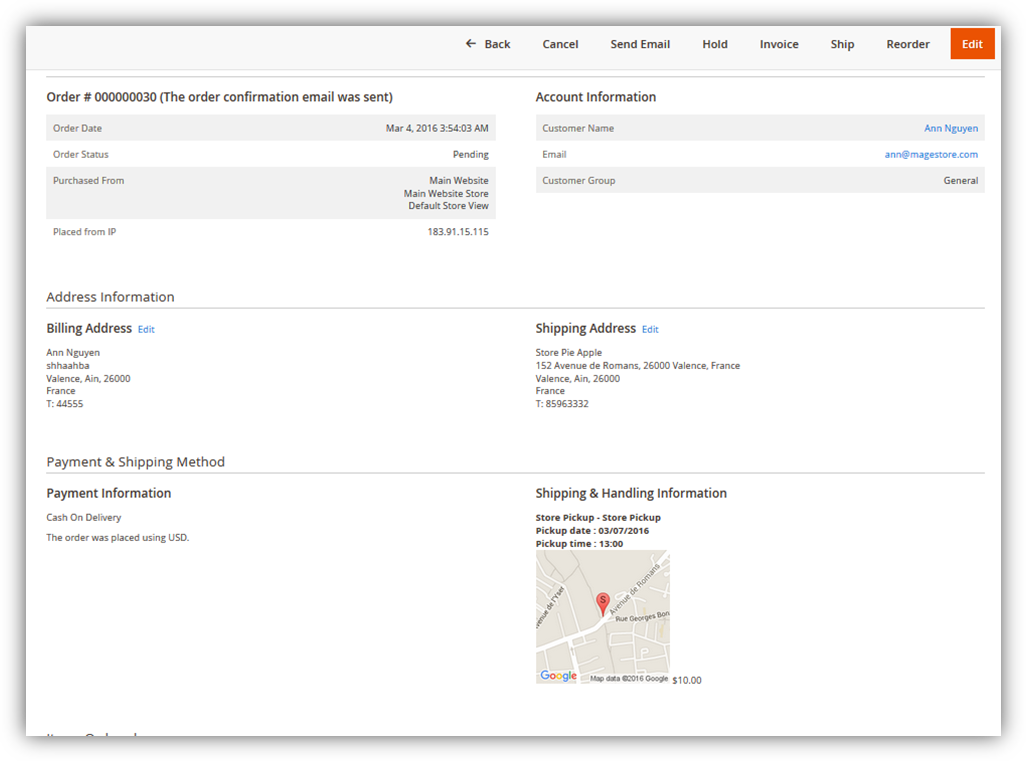 ← Back Cancel Send Email Hold Invoice Ship Reorder Edit
Order # 000000030 (The order confirmation email was sent)
Order Date Mar 4, 2016 3:54:03 AM
Order Status Pending
Purchased From Main Website
Main Website Store
Default Store View
Placed from IP 183.91.15.115
Account Information
Customer Name Ann Nguyen
Email ann@magestore.com
Customer Group General
Address Information
Billing Address Edit
Ann Nguyen
shhaahba
Valence, Ain, 26000
France
T: 44555
Shipping Address Edit
Store Pie Apple
152 Avenue de Romans, 26000 Valence, France
Valence, Ain, 26000
France
T: 85963332
Payment & Shipping Method
Payment Information
Cash On Delivery
The order was placed using USD.
Shipping & Handling Information
Store Pickup - Store Pickup
Pickup date : 03/07/2016
Pickup time : 13:00
Avenue de Romans
S
Rue Georges
Google Map data ©2016 Google $10.00